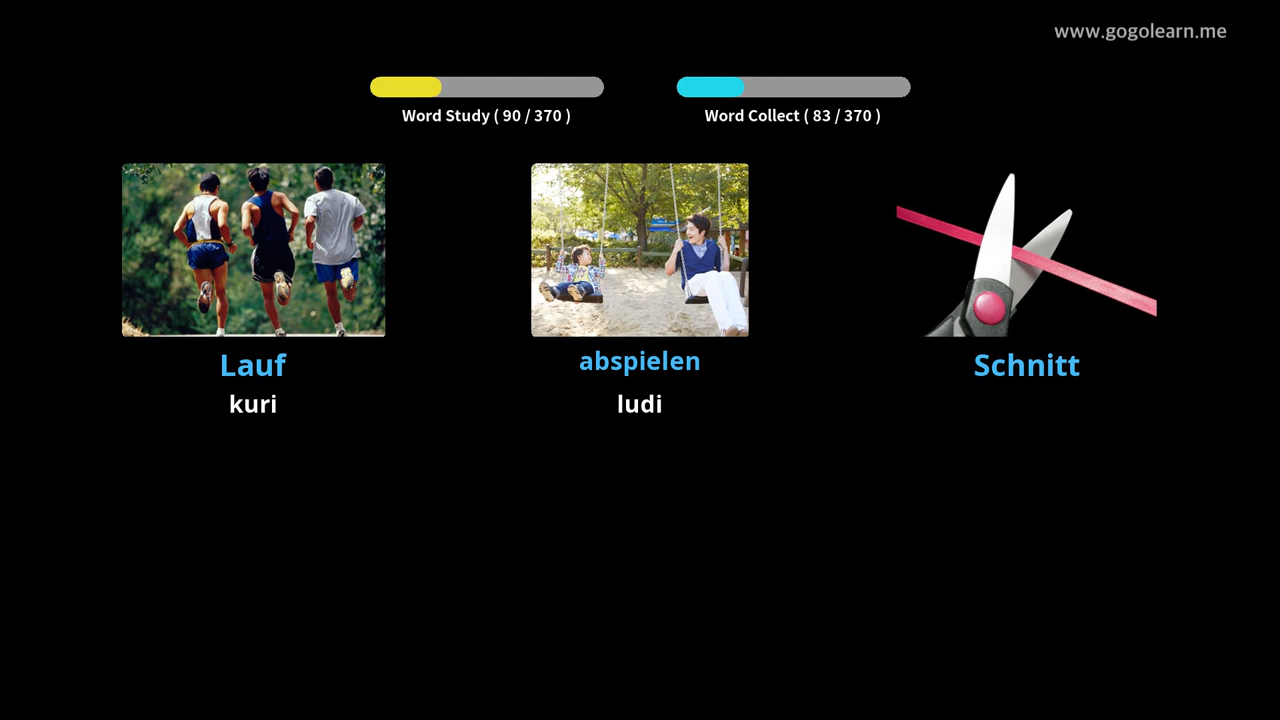 www.gogolearn.me
Word Study ( 90 / 370 )
Word Collect ( 83 / 370 )
Lauf
kuri
abspielen
ludi
Schnitt